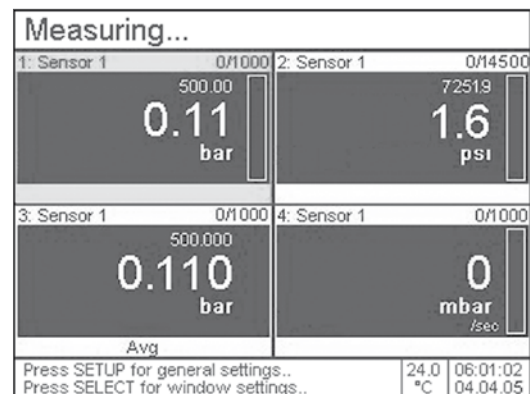 Measuring...
1: Sensor 1 0/1000
500.00
0.11
bar
2: Sensor 1 0/14500
7251.9
1.6
psi
3: Sensor 1 0/1000
500.000
0.110
bar
Avg
4: Sensor 1 0/1000
0
mbar
/sec
Press SETUP for general settings..
Press SELECT for window settings..
24.0
°C
06:01:02
04.04.05